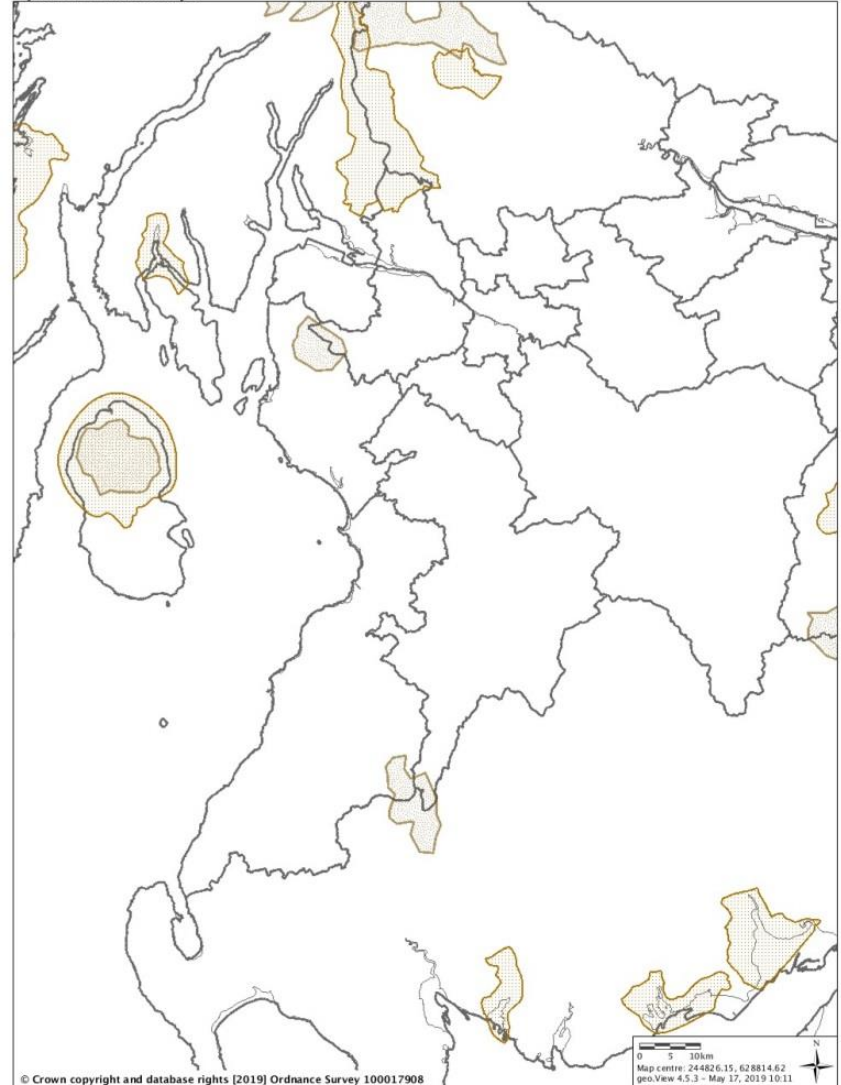 N
0 5 10km
Map centre: 244826.15, 628814.62
geo.View 4.5.3 - May 17, 2019 10:11
© Crown copyright and database rights [2019] Ordnance Survey 100017908